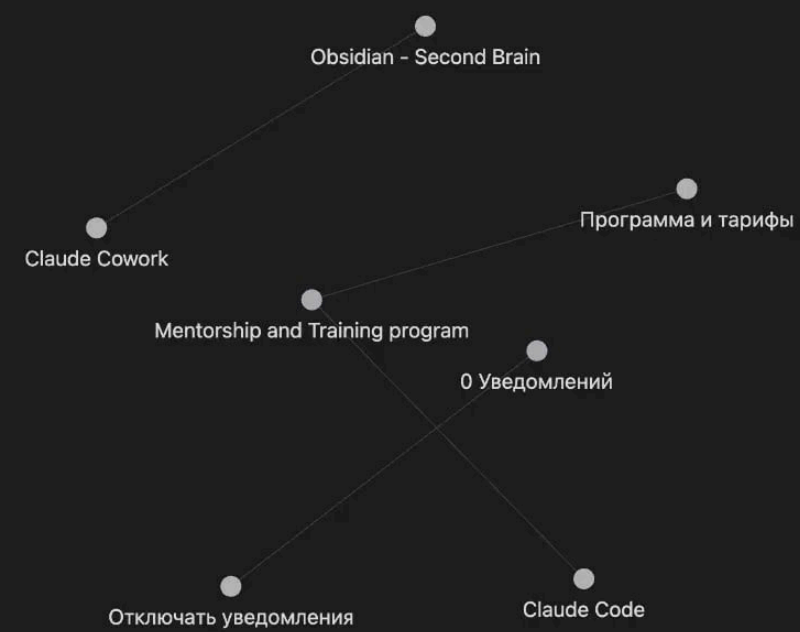 Obsidian - Second Brain
Программа и тарифы
Claude Cowork
Mentorship and Training program
0 Уведомлений
Отключать уведомления
Claude Code